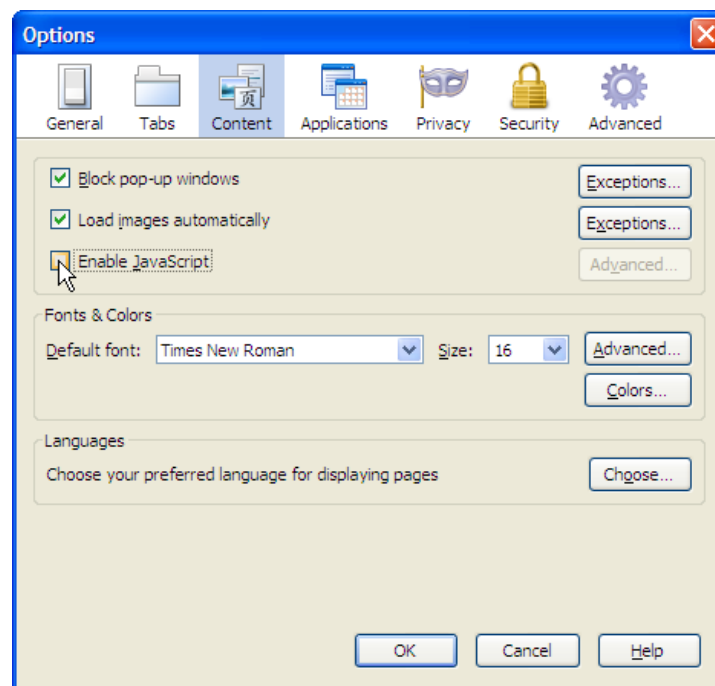 Options
General Tabs Content Applications Privacy Security Advanced
Block pop-up windows Exceptions...
Load images automatically Exceptions...
Enable JavaScript Advanced...
Fonts & Colors
Default font: Times New Roman Size: 16 Advanced...
Colors...
Languages
Choose your preferred language for displaying pages Choose...
OK Cancel Help